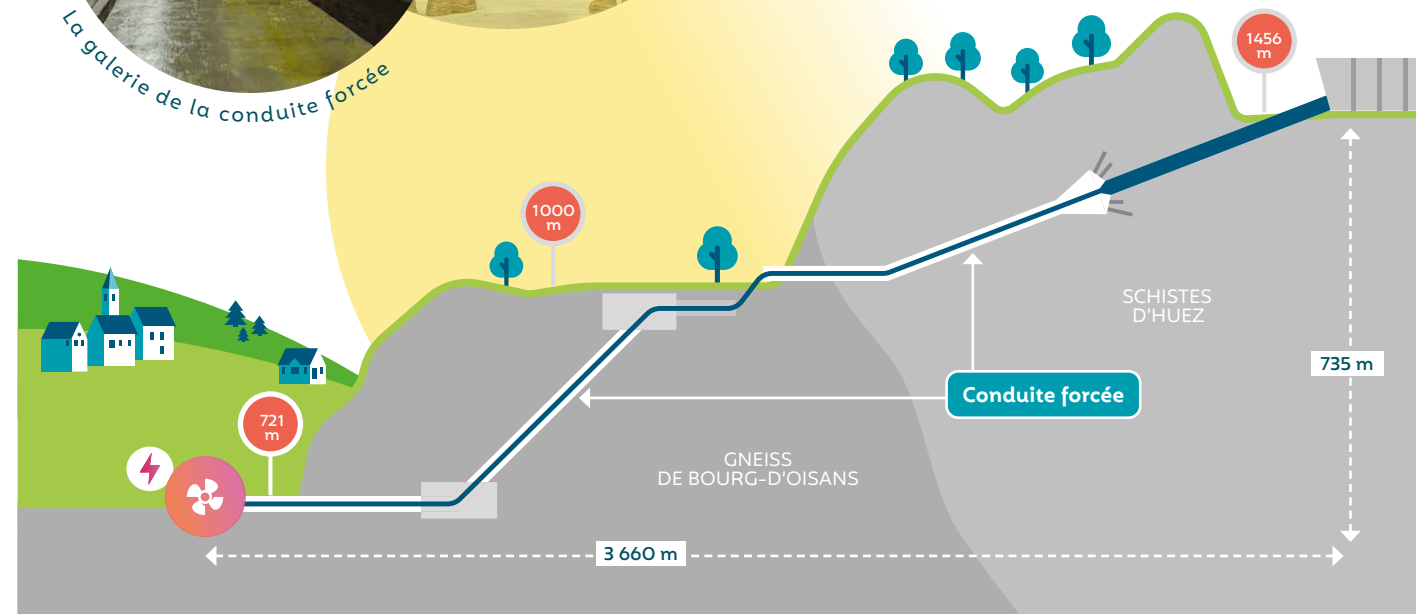 La galerie de la conduite forcée
1456
m
1000
m
SCHISTES
D'HUEZ
735 m
Conduite forcée
721
m
GNEISS
DE BOURG-D'OISANS
3 660 m